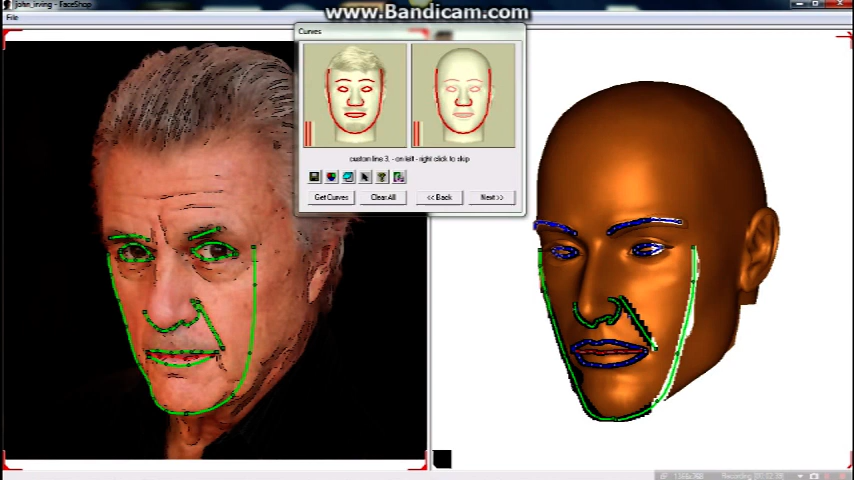 www.Bandicam.com
john_irving - FaceShop
File
Curves
custom line 3. - on left - right click to skip
Get Curves
Clear All
<< Back
Next >>